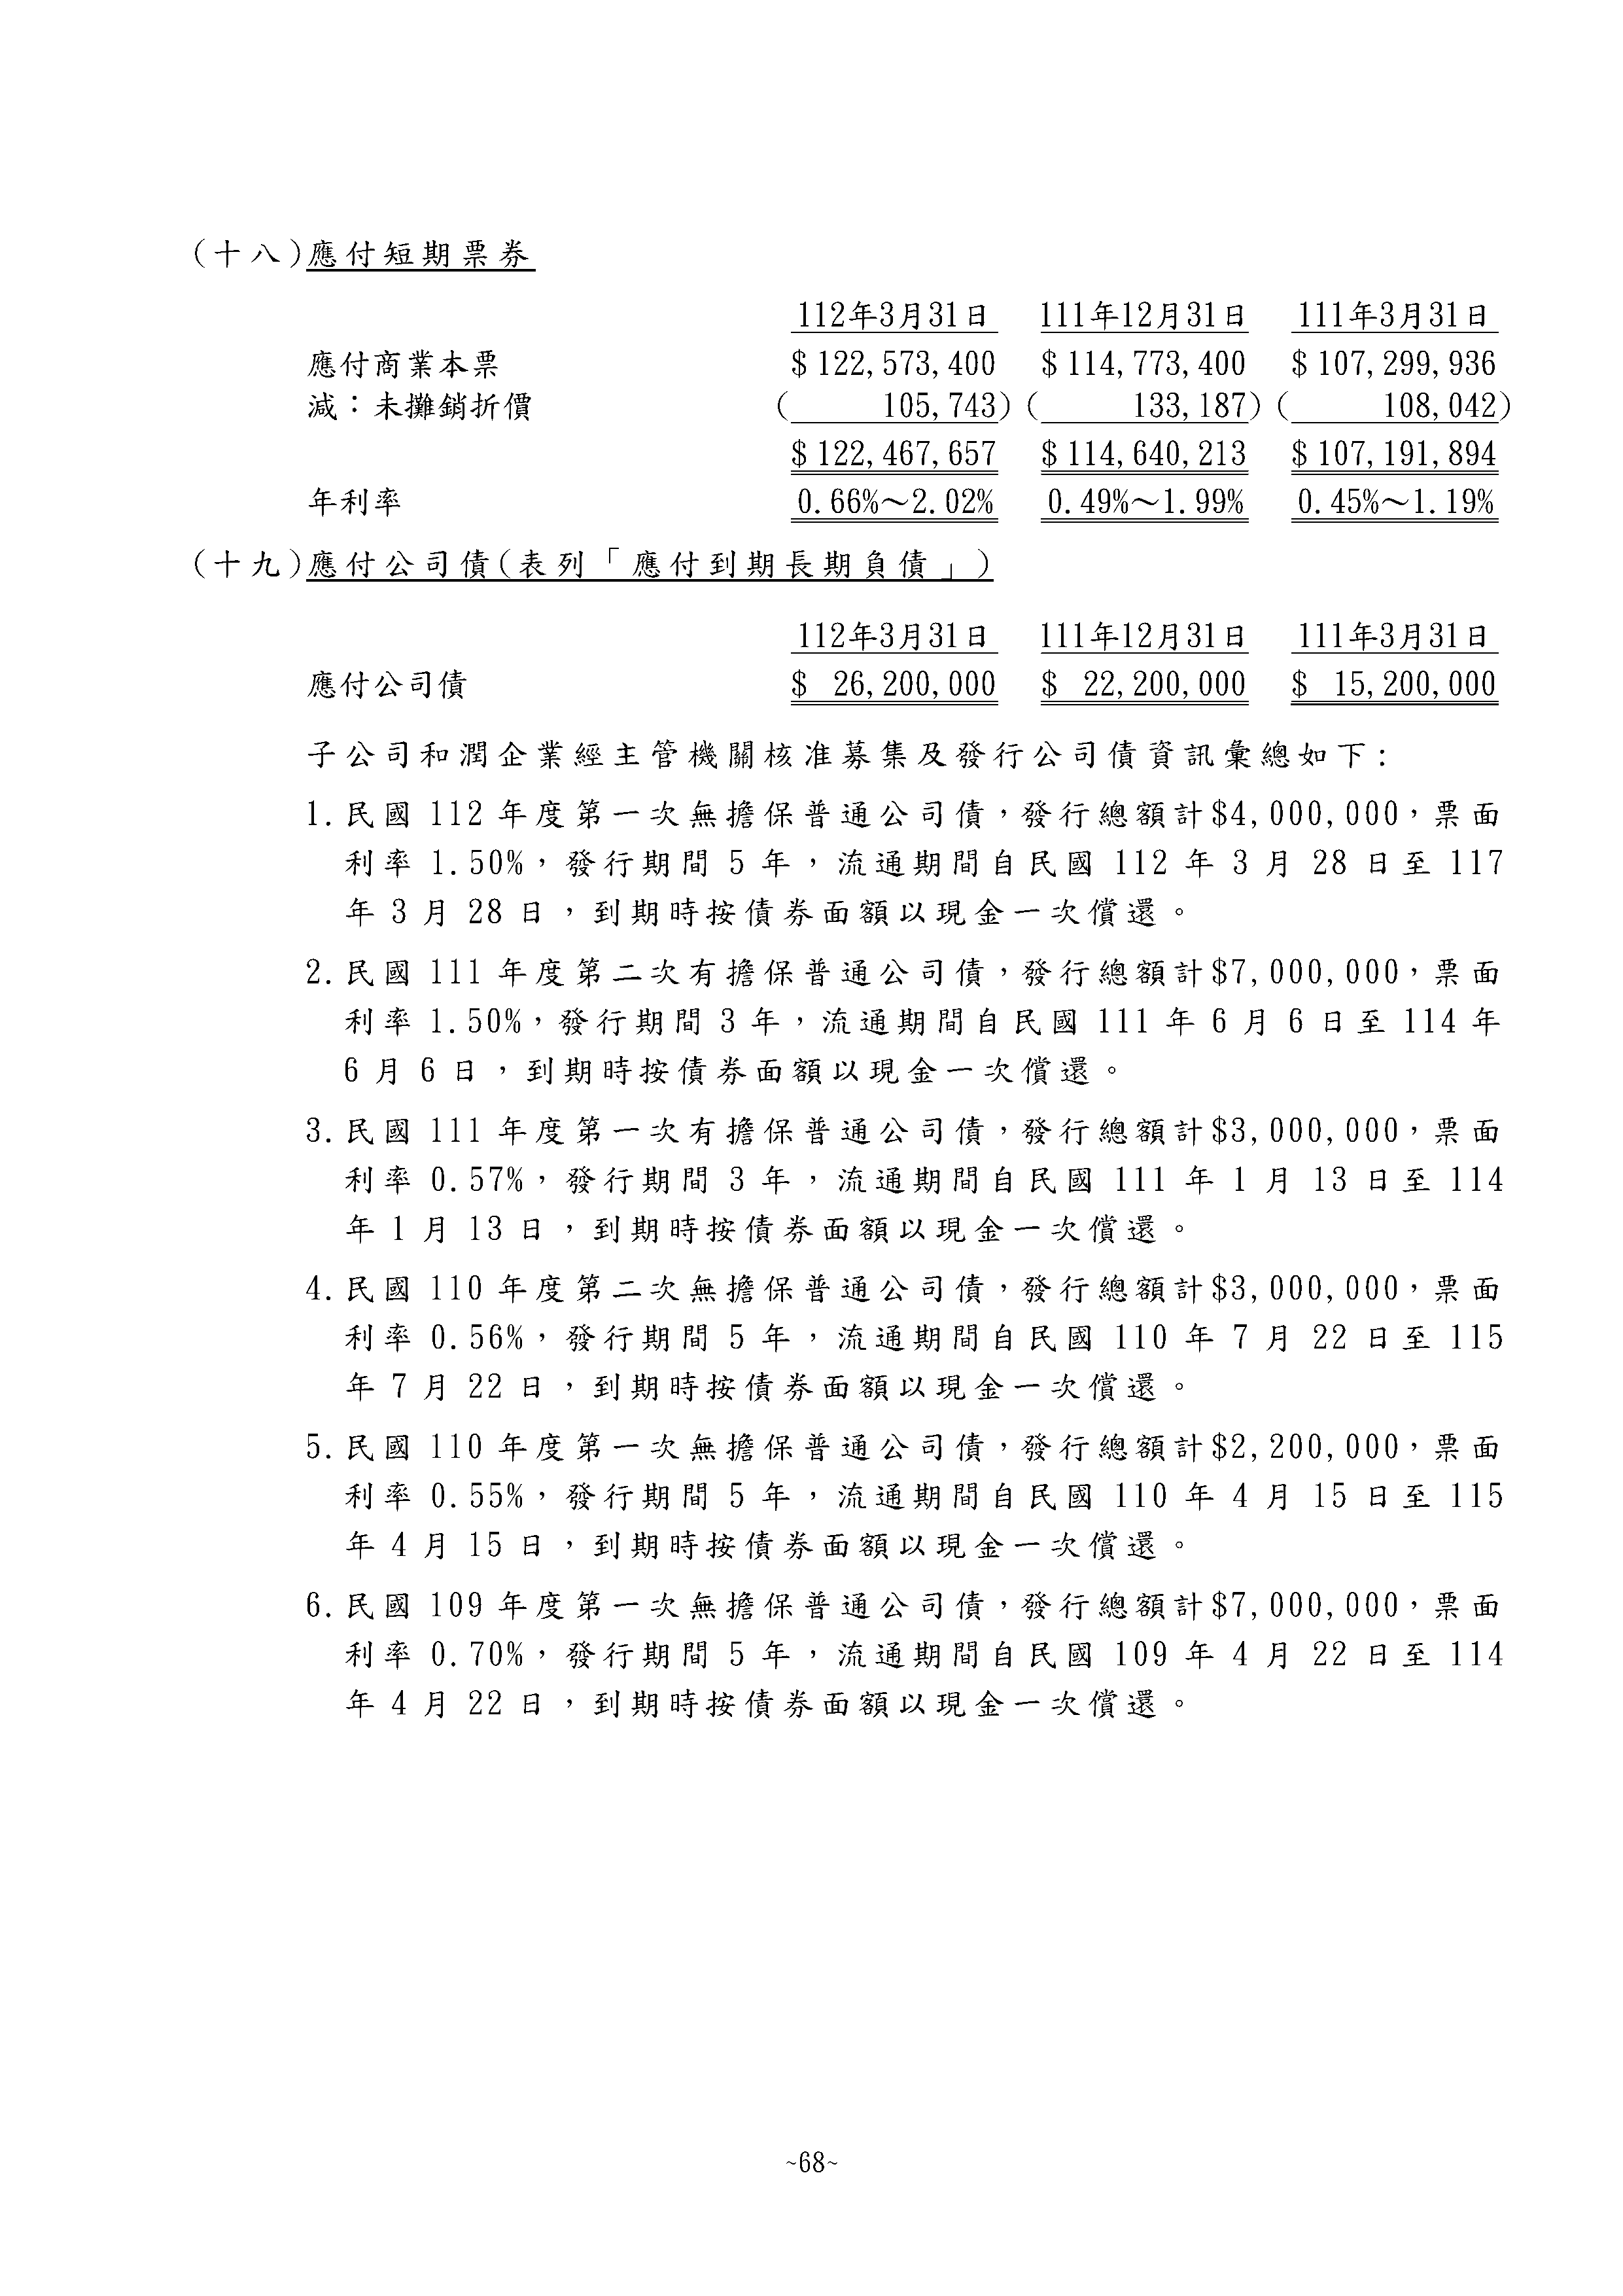 (十八)應付短期票券
112年3月31日 111年12月31日 111年3月31日
應付商業本票 $ 122,573,400 $ 114,773,400 $ 107,299,936
減：未攤銷折價 ( 105,743) ( 133,187) ( 108,042)
$ 122,467,657 $ 114,640,213 $ 107,191,894
年利率 0.66%～2.02% 0.49%～1.99% 0.45%～1.19%
(十九)應付公司債(表列「應付到期長期負債」)
112年3月31日 111年12月31日 111年3月31日
應付公司債 $ 26,200,000 $ 22,200,000 $ 15,200,000
子公司和潤企業經主管機關核准募集及發行公司債資訊彙總如下：
1.民國 112 年度第一次無擔保普通公司債，發行總額計$4,000,000，票面
利率 1.50%，發行期間 5 年，流通期間自民國 112 年 3 月 28 日至 117
年 3 月 28 日，到期時按債券面額以現金一次償還。
2.民國 111 年度第二次有擔保普通公司債，發行總額計$7,000,000，票面
利率 1.50%，發行期間 3 年，流通期間自民國 111 年 6 月 6 日至 114 年
6 月 6 日，到期時按債券面額以現金一次償還。
3.民國 111 年度第一次有擔保普通公司債，發行總額計$3,000,000，票面
利率 0.57%，發行期間 3 年，流通期間自民國 111 年 1 月 13 日至 114
年 1 月 13 日，到期時按債券面額以現金一次償還。
4.民國 110 年度第二次無擔保普通公司債，發行總額計$3,000,000，票面
利率 0.56%，發行期間 5 年，流通期間自民國 110 年 7 月 22 日至 115
年 7 月 22 日，到期時按債券面額以現金一次償還。
5.民國 110 年度第一次無擔保普通公司債，發行總額計$2,200,000，票面
利率 0.55%，發行期間 5 年，流通期間自民國 110 年 4 月 15 日至 115
年 4 月 15 日，到期時按債券面額以現金一次償還。
6.民國 109 年度第一次無擔保普通公司債，發行總額計$7,000,000，票面
利率 0.70%，發行期間 5 年，流通期間自民國 109 年 4 月 22 日至 114
年 4 月 22 日，到期時按債券面額以現金一次償還。
~68~